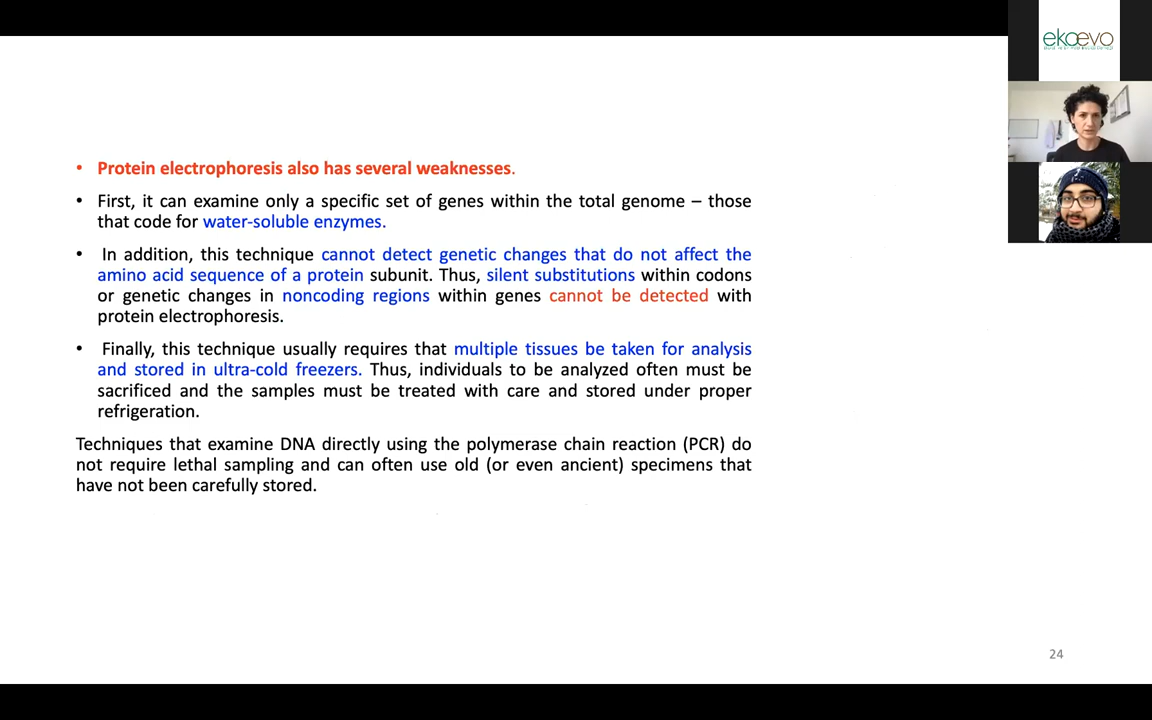 ekoevo
• Protein electrophoresis also has several weaknesses.
• First, it can examine only a specific set of genes within the total genome – those
that code for water-soluble enzymes.
• In addition, this technique cannot detect genetic changes that do not affect the
amino acid sequence of a protein subunit. Thus, silent substitutions within codons
or genetic changes in noncoding regions within genes cannot be detected with
protein electrophoresis.
• Finally, this technique usually requires that multiple tissues be taken for analysis
and stored in ultra-cold freezers. Thus, individuals to be analyzed often must be
sacrificed and the samples must be treated with care and stored under proper
refrigeration.
Techniques that examine DNA directly using the polymerase chain reaction (PCR) do
not require lethal sampling and can often use old (or even ancient) specimens that
have not been carefully stored.
24